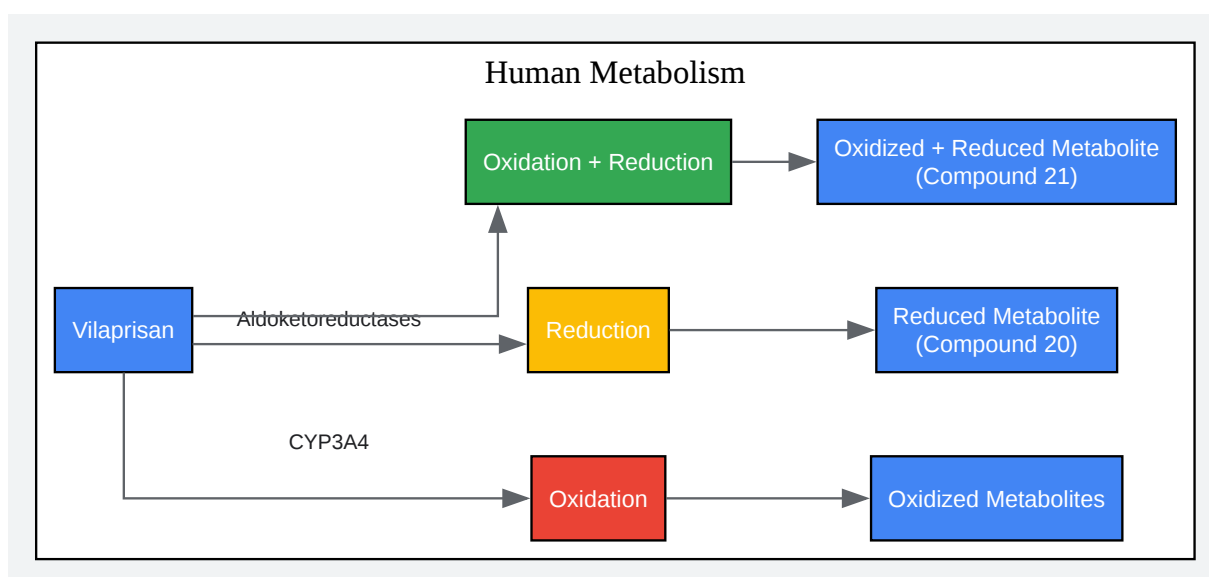 Human Metabolism
Oxidation + Reduction
Oxidized + Reduced Metabolite
(Compound 21)
Vilaprisan
Aldoketoreductases
Reduction
Reduced Metabolite
(Compound 20)
CYP3A4
Oxidation
Oxidized Metabolites